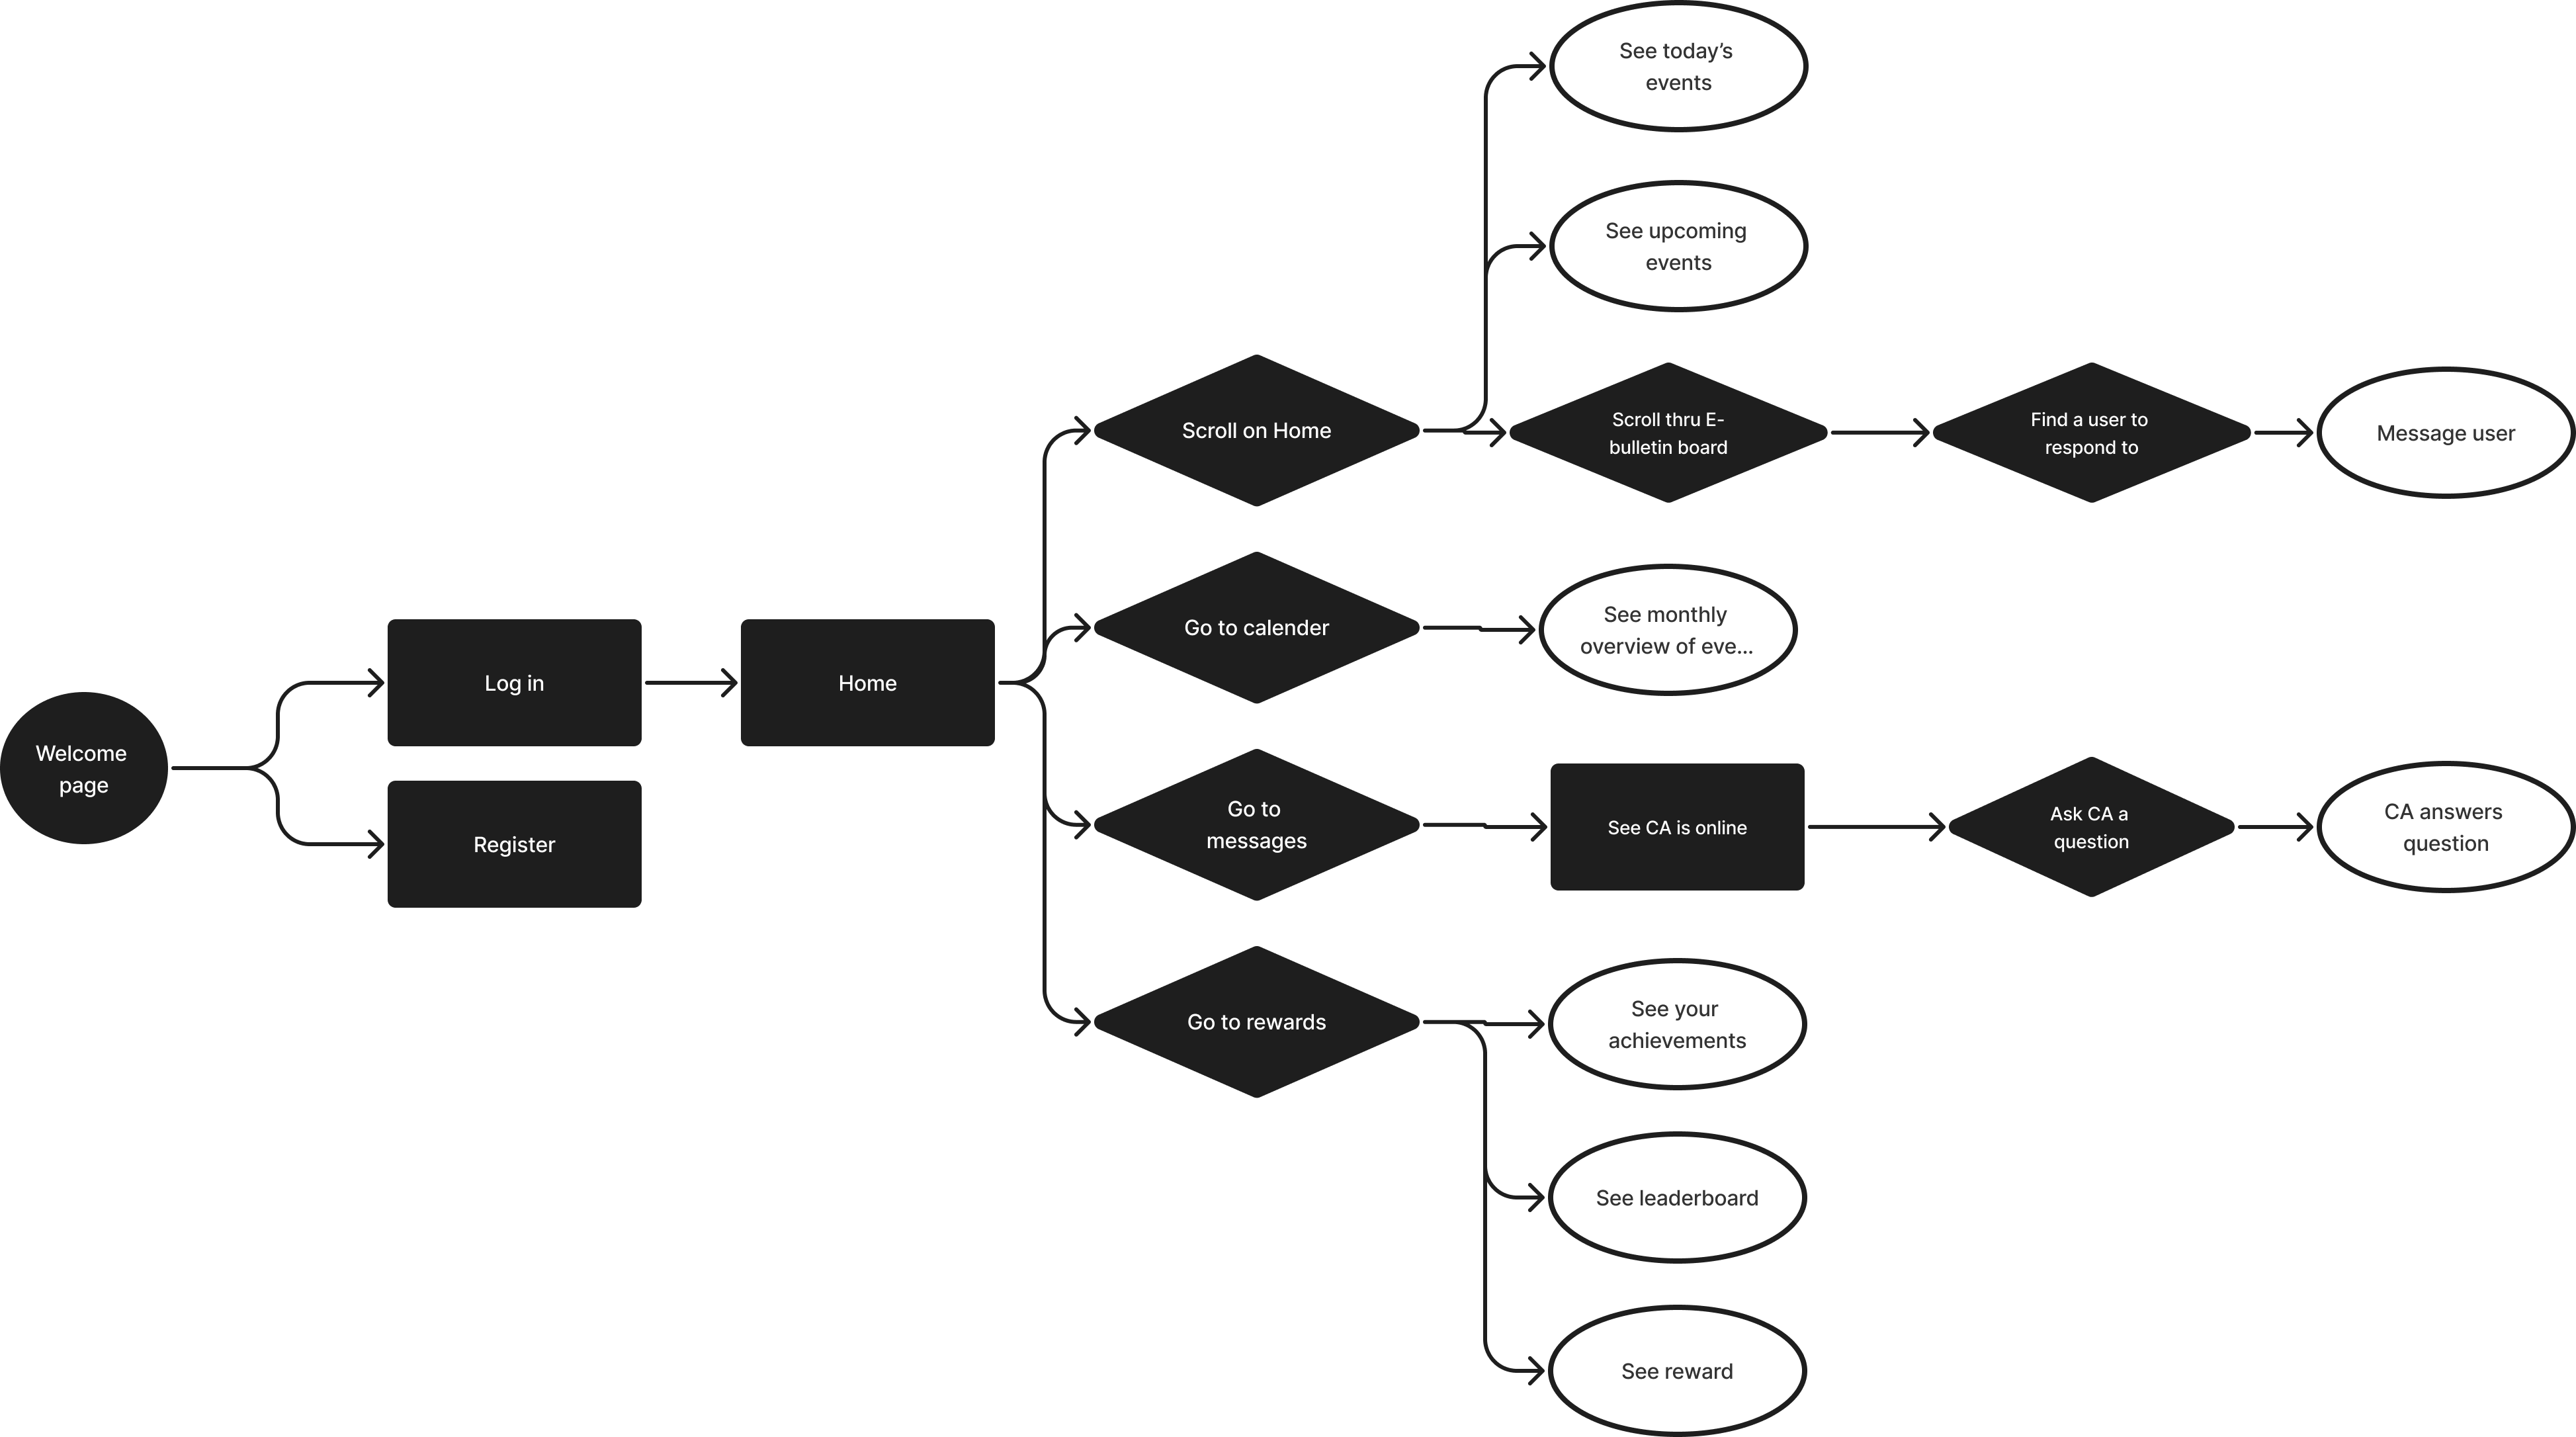 See today’s
events
See upcoming
events
Scroll on Home
Scroll thru E-
bulletin board
Find a user to
respond to
Message user
Go to calender
See monthly
overview of eve...
Log in
Home
Welcome
page
Register
Go to
messages
See CA is online
Ask CA a
question
CA answers
question
Go to rewards
See your
achievements
See leaderboard
See reward